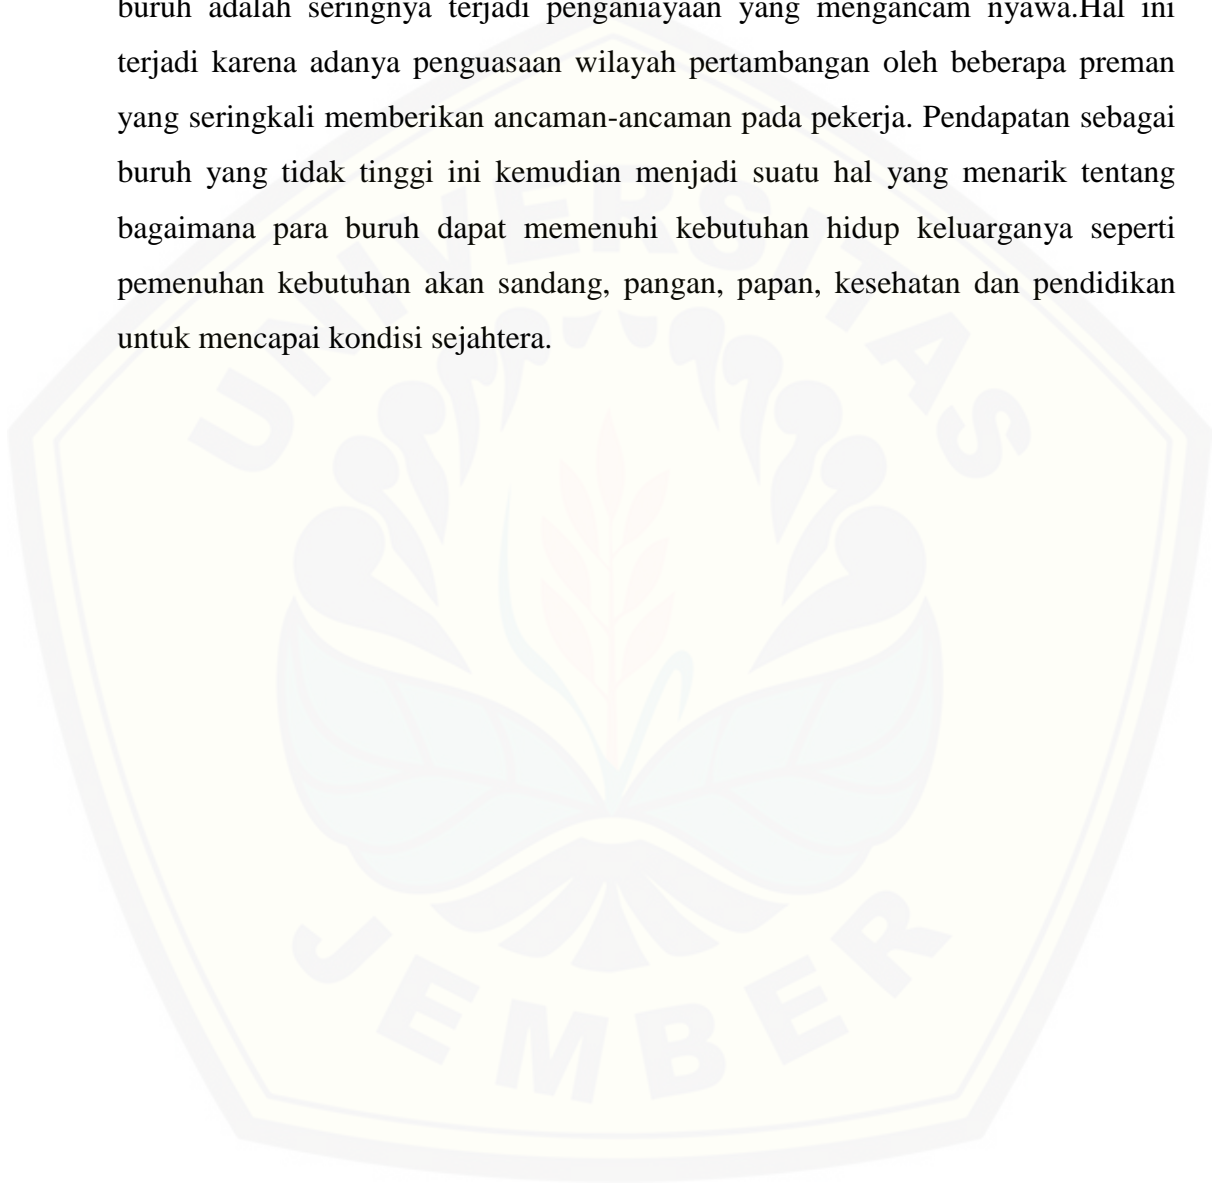 buruh adalah seringnya terjadi penganiayaan yang mengancam nyawa.Hal ini
terjadi karena adanya penguasaan wilayah pertambangan oleh beberapa preman
yang seringkali memberikan ancaman-ancaman pada pekerja. Pendapatan sebagai
buruh yang tidak tinggi ini kemudian menjadi suatu hal yang menarik tentang
bagaimana para buruh dapat memenuhi kebutuhan hidup keluarganya seperti
pemenuhan kebutuhan akan sandang, pangan, papan, kesehatan dan pendidikan
untuk mencapai kondisi sejahtera.
UNIVERSITAS
JEMBER